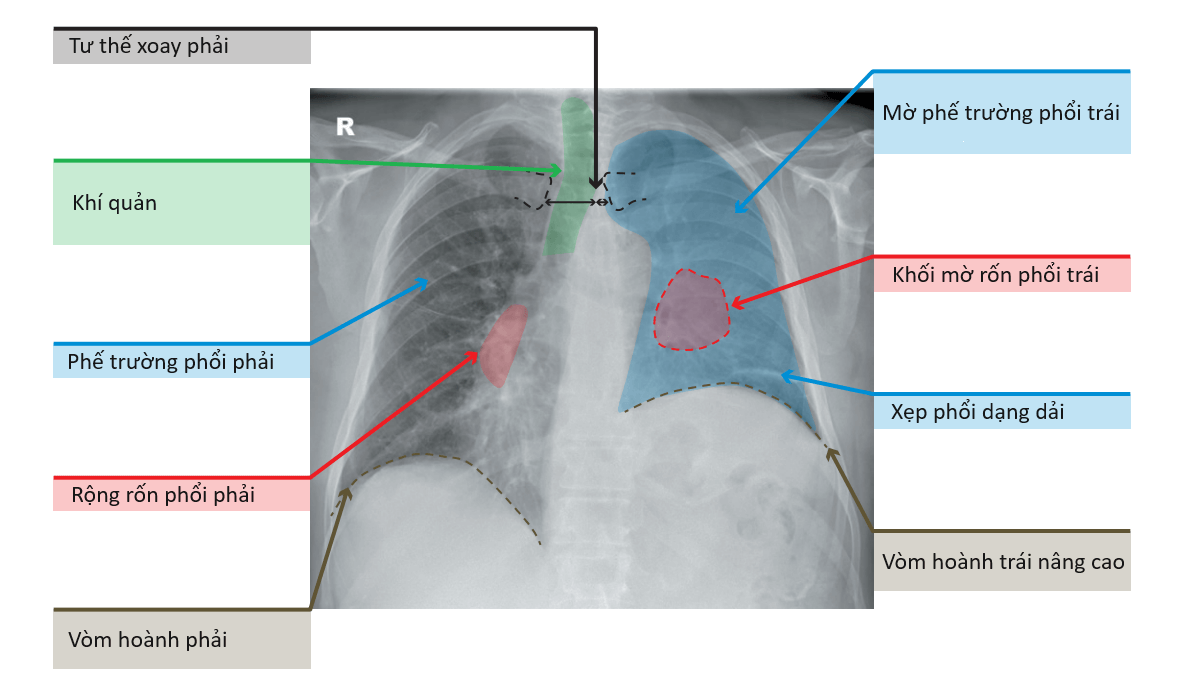 Tư thế xoay phải
R
Mờ phế trường phổi trái
Khí quản
Khối mờ rốn phổi trái
Phế trường phổi phải
Xẹp phổi dạng dải
Rộng rốn phổi phải
Vòm hoành trái nâng cao
Vòm hoành phải